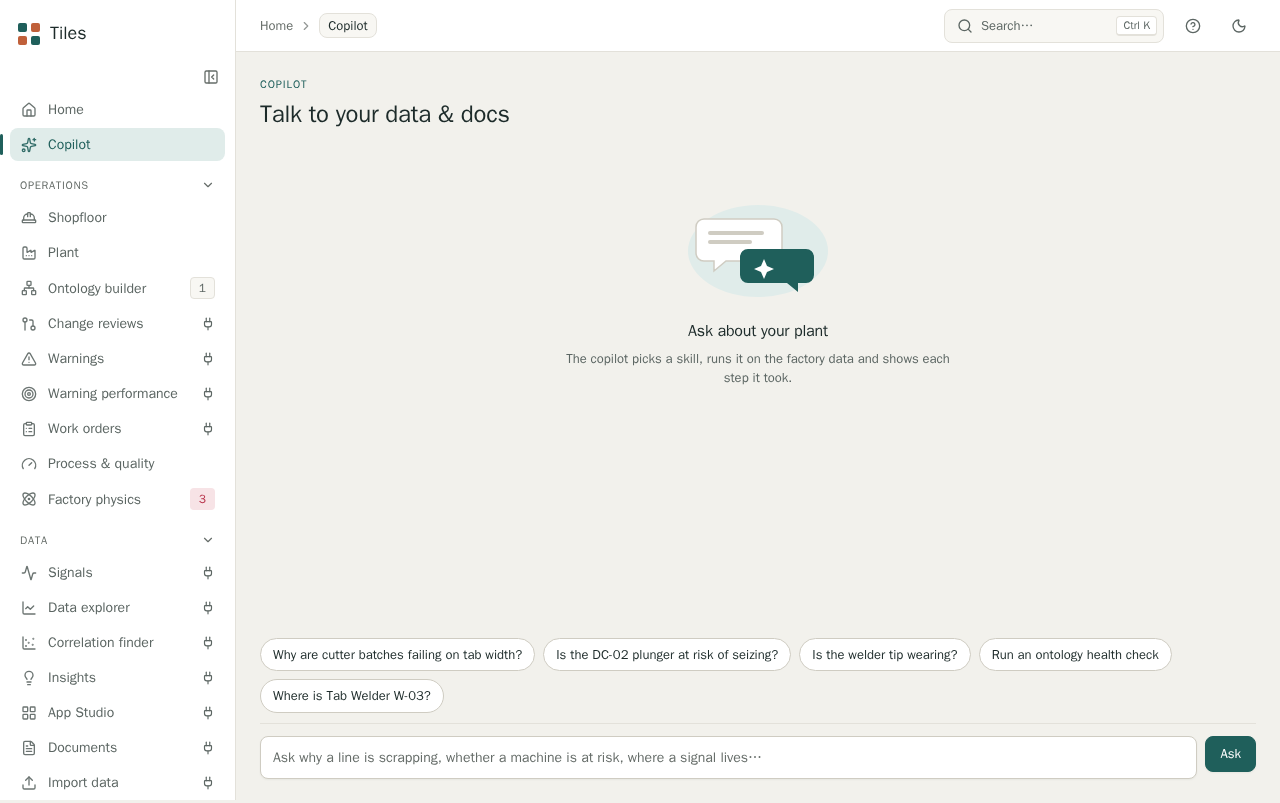 Tiles
Home
Copilot
OPERATIONS
Shopfloor
Plant
Ontology builder 1
Change reviews
Warnings
Warning performance
Work orders
Process & quality
Factory physics 3
DATA
Signals
Data explorer
Correlation finder
Insights
App Studio
Documents
Import data
Home Copilot
Search… Ctrl K
COPILOT
Talk to your data & docs
Ask about your plant
The copilot picks a skill, runs it on the factory data and shows each
step it took.
Why are cutter batches failing on tab width? Is the DC-02 plunger at risk of seizing? Is the welder tip wearing? Run an ontology health check
Where is Tab Welder W-03?
Ask why a line is scrapping, whether a machine is at risk, where a signal lives… Ask